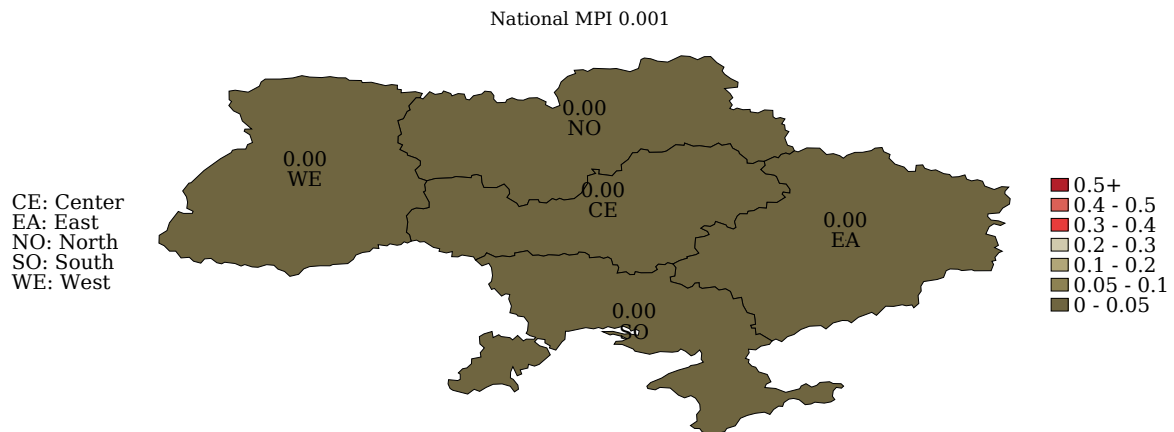 National MPI 0.001
0.00
NO
0.00
WE
0.00
CE
0.00
EA
0.00
SO
CE: Center
EA: East
NO: North
SO: South
WE: West
0.5+
0.4 - 0.5
0.3 - 0.4
0.2 - 0.3
0.1 - 0.2
0.05 - 0.1
0 - 0.05